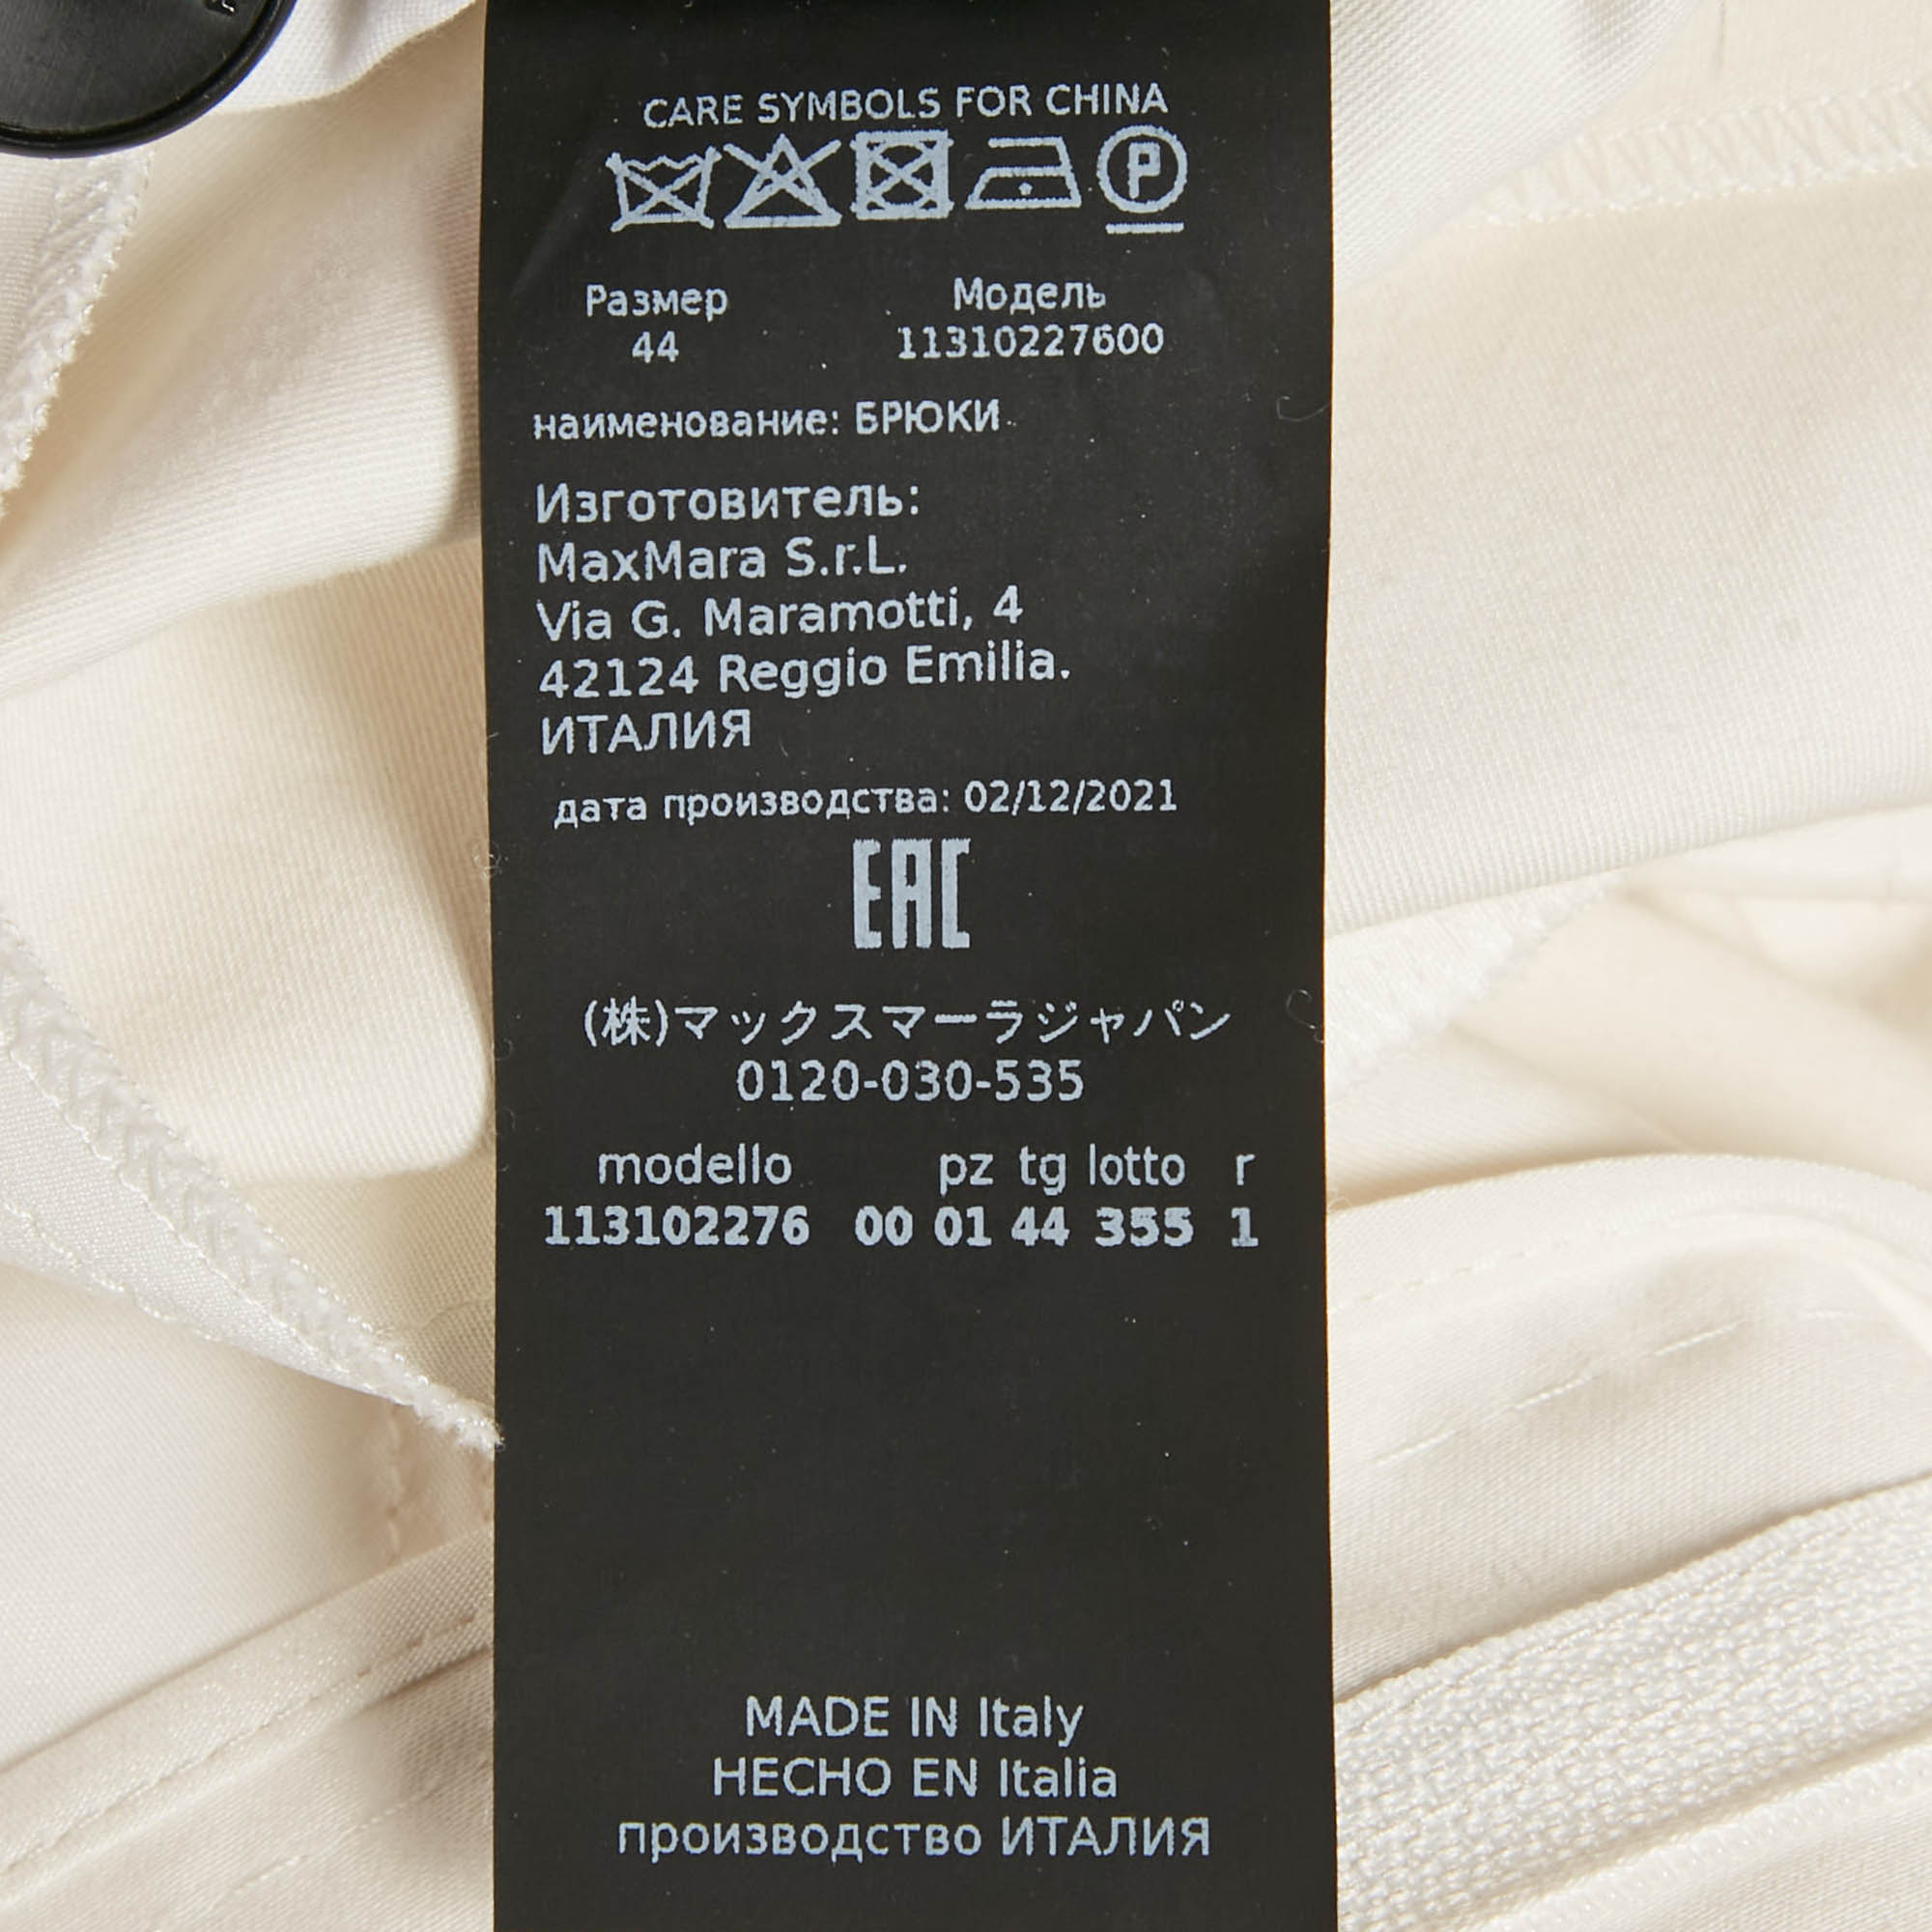 CARE SYMBOLS FOR CHINA
P
Размер Модель
44 11310227600
наименование: БРЮКИ
Изготовитель:
MaxMara S.r.L.
Via G. Maramotti, 4
42124 Reggio Emilia.
ИТАЛИЯ
дата производства: 02/12/2021
EAC
(株)マックスマーラジャパン
0120-030-535
modello pz tg lotto r
113102276 00 01 44 355 1
MADE IN Italy
HECHO EN Italia
производство ИТАЛИЯ